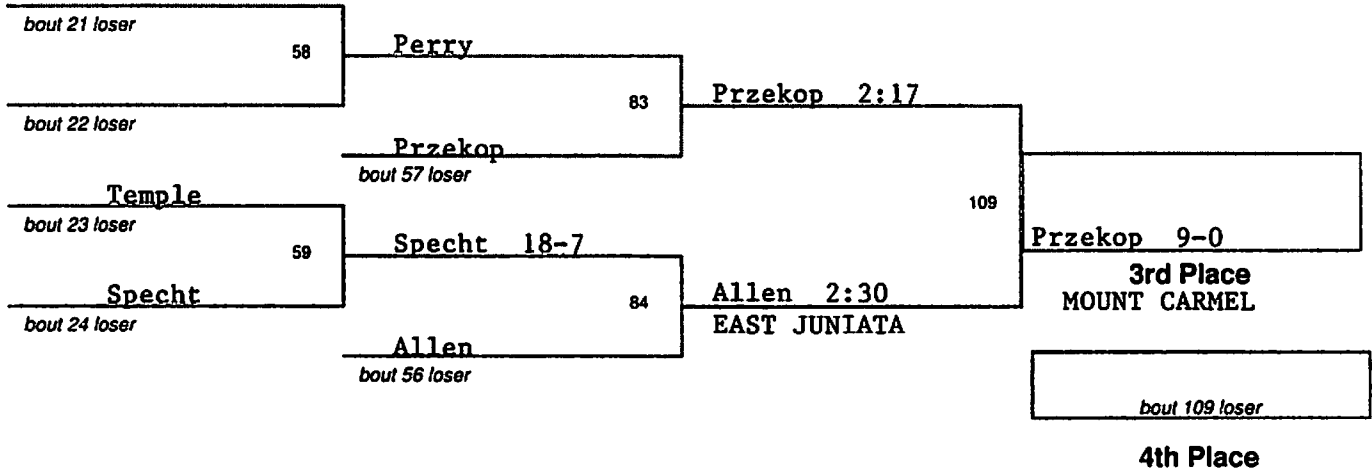 bout 21 loser
58
Perry
bout 22 loser
83
Przekop 2:17
Przekop
bout 57 loser
Temple
bout 23 loser
109
59
Specht 18-7
Przekop 9-0
3rd Place
MOUNT CARMEL
Specht
bout 24 loser
84
Allen 2:30
EAST JUNIATA
Allen
bout 56 loser
bout 109 loser
4th Place